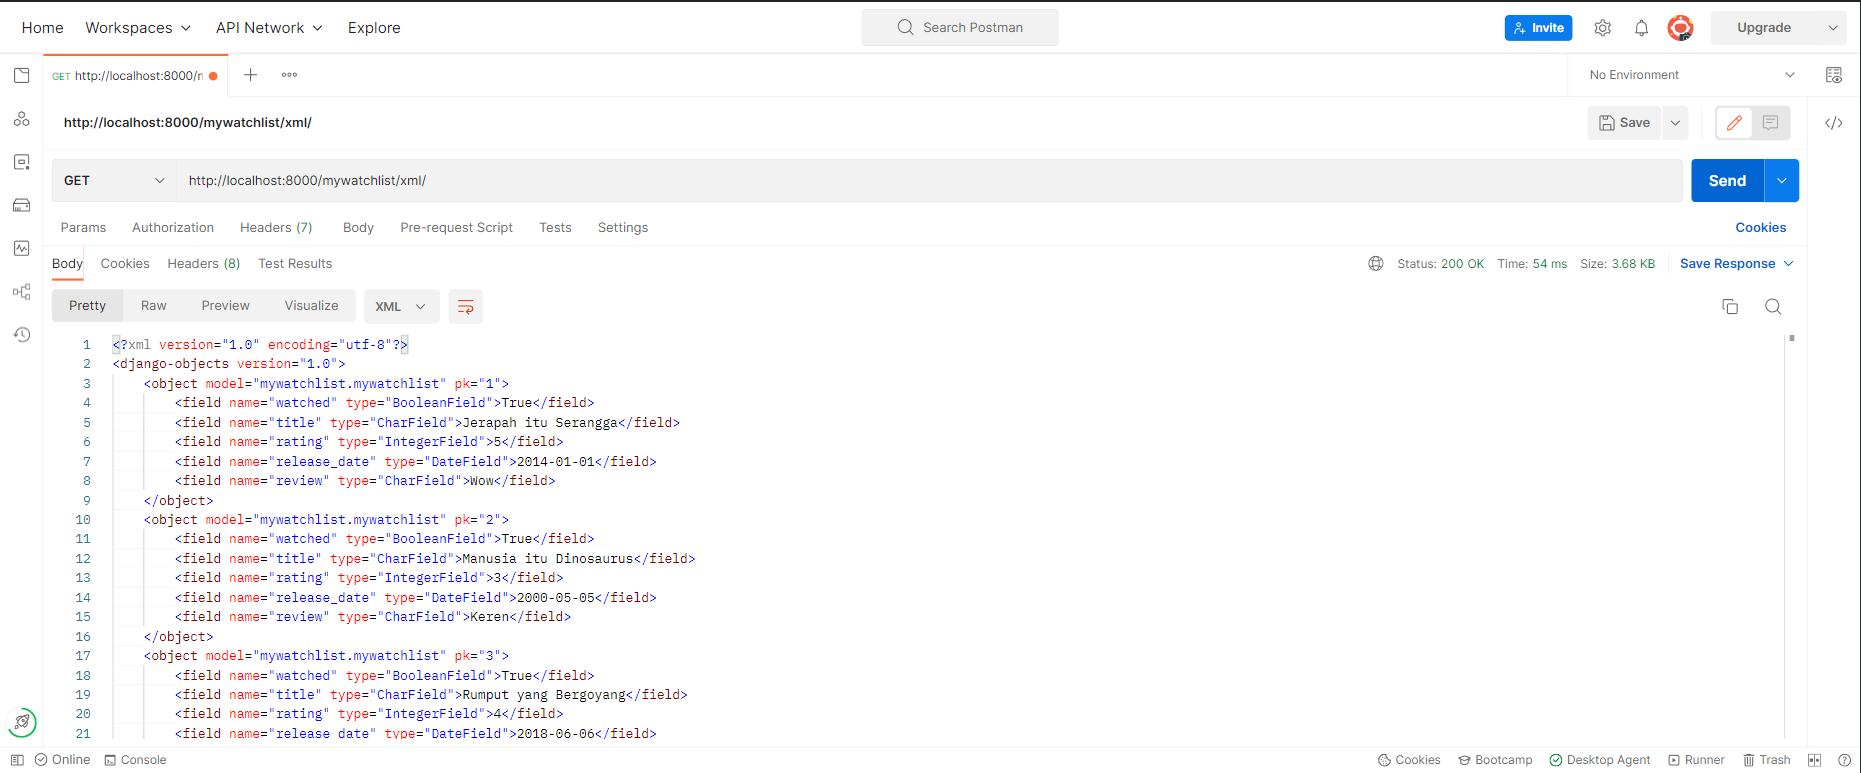 Home Workspaces API Network Explore Search Postman Invite Upgrade
GET http://localhost:8000/n No Environment
http://localhost:8000/mywatchlist/xml/ Save
GET http://localhost:8000/mywatchlist/xml/ Send
Params Authorization Headers (7) Body Pre-request Script Tests Settings Cookies
Body Cookies Headers (8) Test Results Status: 200 OK Time: 54 ms Size: 3.68 KB Save Response
Pretty Raw Preview Visualize XML
1 <?xml version="1.0" encoding="utf-8"?>
2 <django-objects version="1.0">
3 <object model="mywatchlist.mywatchlist" pk="1">
4 <field name="watched" type="BooleanField">True</field>
5 <field name="title" type="CharField">Jerapah itu Serangga</field>
6 <field name="rating" type="IntegerField">5</field>
7 <field name="release_date" type="DateField">2014-01-01</field>
8 <field name="review" type="CharField">Wow</field>
9 </object>
10 <object model="mywatchlist.mywatchlist" pk="2">
11 <field name="watched" type="BooleanField">True</field>
12 <field name="title" type="CharField">Manusia itu Dinosaurus</field>
13 <field name="rating" type="IntegerField">3</field>
14 <field name="release_date" type="DateField">2000-05-05</field>
15 <field name="review" type="CharField">Keren</field>
16 </object>
17 <object model="mywatchlist.mywatchlist" pk="3">
18 <field name="watched" type="BooleanField">True</field>
19 <field name="title" type="CharField">Rumput yang Bergoyang</field>
20 <field name="rating" type="IntegerField">4</field>
21 <field name="release_date" type="DateField">2018-06-06</field>
Online Console Cookies Bootcamp Desktop Agent Runner Trash